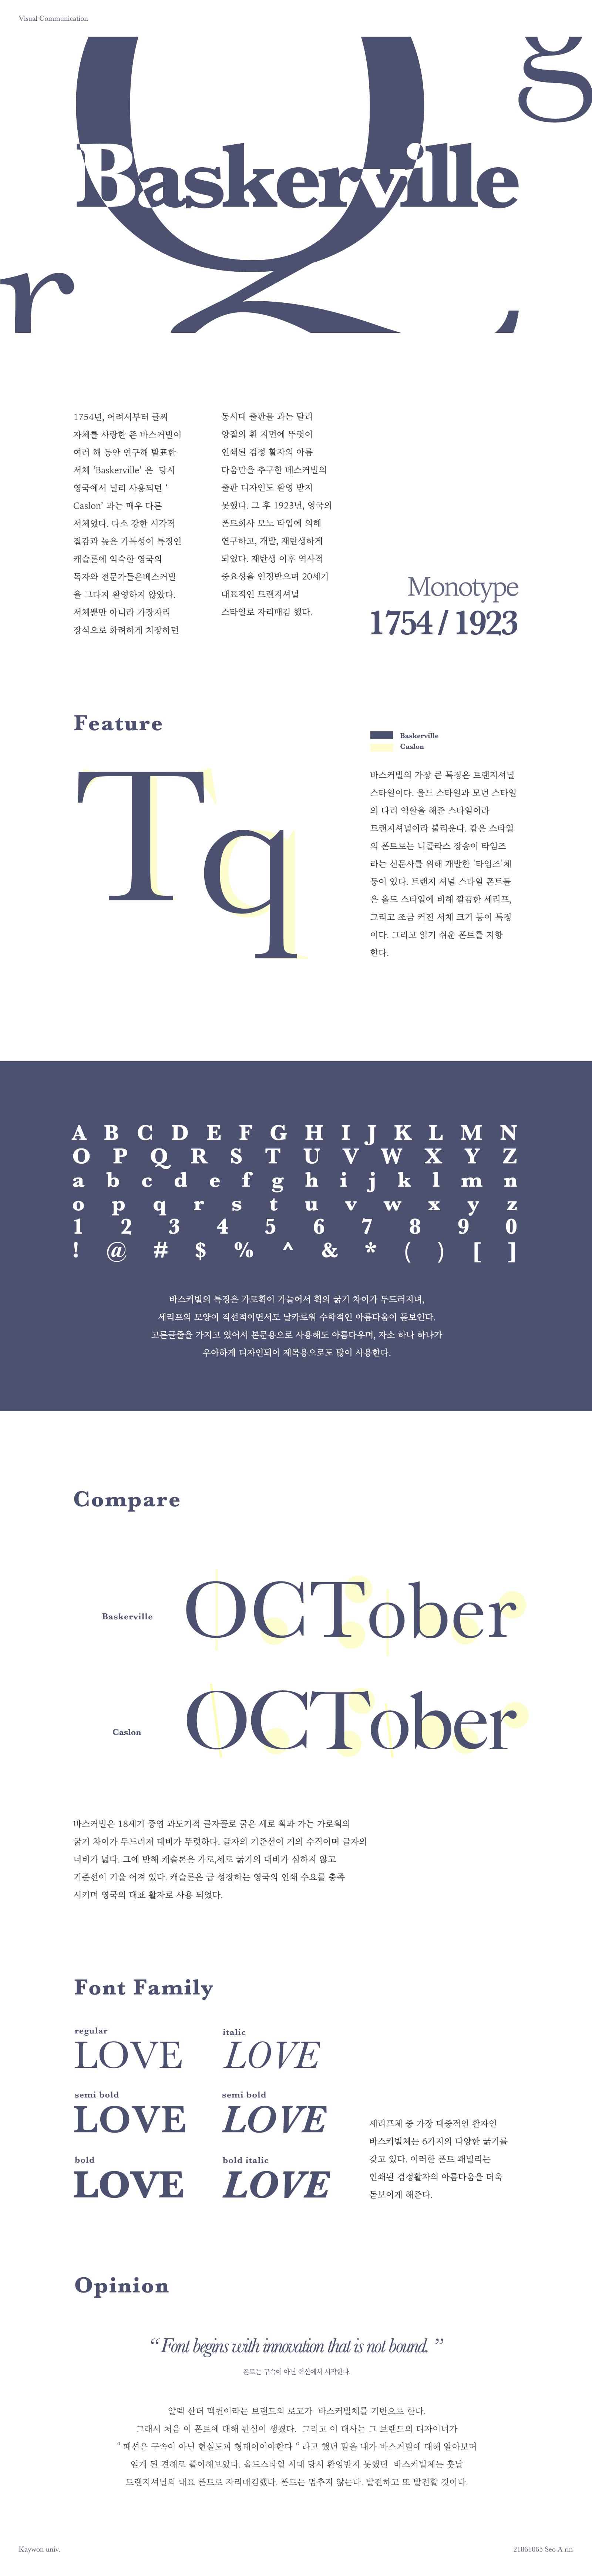 Visual Communication
Q
g
Baskerville
r
1754년, 어려서부터 글씨
자체를 사랑한 존 바스커빌이
여러 해 동안 연구해 발표한
서체 ‘Baskerville’ 은 당시
영국에서 널리 사용되던 ‘
Caslon’ 과는 매우 다른
서체였다. 다소 강한 시각적
질감과 높은 가독성이 특징인
캐슬론에 익숙한 영국의
독자와 전문가들은베스커빌
을 그다지 환영하지 않았다.
서체뿐만 아니라 가장자리
장식으로 화려하게 치장하던
동시대 출판물 과는 달리
양질의 흰 지면에 뚜렷이
인쇄된 검정 활자의 아름
다움만을 추구한 베스커빌의
출판 디자인도 환영 받지
못했다. 그 후 1923년, 영국의
폰트회사 모노 타입에 의해
연구하고, 개발, 재탄생하게
되었다. 재탄생 이후 역사적
중요성을 인정받으며 20세기
대표적인 트랜지셔널
스타일로 자리매김 했다.
Monotype
1754 / 1923
Feature
Baskerville
Caslon
Tq
바스커빌의 가장 큰 특징은 트랜지셔널
스타일이다. 올드 스타일과 모던 스타일
의 다리 역할을 해준 스타일이라
트랜지셔널이라 불리운다. 같은 스타일
의 폰트로는 니콜라스 장송이 타임즈
라는 신문사를 위해 개발한 '타임즈'체
등이 있다. 트랜지 셔널 스타일 폰트들
은 올드 스타일에 비해 깔끔한 세리프,
그리고 조금 커진 서체 크기 등이 특징
이다. 그리고 읽기 쉬운 폰트를 지향
한다.
A B C D E F G H I J K L M N
O P Q R S T U V W X Y Z
a b c d e f g h i j k l m n
o p q r s t u v w x y z
1 2 3 4 5 6 7 8 9 0
! @ # $ % ^ & * ( ) [ ]
바스커빌의 특징은 가로획이 가늘어서 획의 굵기 차이가 두드러지며,
세리프의 모양이 직선적이면서도 날카로워 수학적인 아름다움이 돋보인다.
고른글줄을 가지고 있어서 본문용으로 사용해도 아름다우며, 자소 하나 하나가
우아하게 디자인되어 제목용으로도 많이 사용한다.
Compare
Baskerville
OCTober
Caslon
OCTober
바스커빌은 18세기 중엽 과도기적 글자꼴로 굵은 세로 획과 가는 가로획의
굵기 차이가 두드러져 대비가 뚜렷하다. 글자의 기준선이 거의 수직이며 글자의
너비가 넓다. 그에 반해 캐슬론은 가로,세로 굵기의 대비가 심하지 않고
기준선이 기울 어져 있다. 캐슬론은 급 성장하는 영국의 인쇄 수요를 충족
시키며 영국의 대표 활자로 사용 되었다.
Font Family
regular
LOVE
italic
LOVE
semi bold
LOVE
semi bold
LOVE
bold
LOVE
bold italic
LOVE
세리프체 중 가장 대중적인 활자인
바스커빌체는 6가지의 다양한 굵기를
갖고 있다. 이러한 폰트 패밀리는
인쇄된 검정활자의 아름다움을 더욱
돋보이게 해준다.
Opinion
“ Font begins with innovation that is not bound. ”
폰트는 구속이 아닌 혁신에서 시작한다.
알렉 산더 맥퀸이라는 브랜드의 로고가 바스커빌체를 기반으로 한다.
그래서 처음 이 폰트에 대해 관심이 생겼다. 그리고 이 대사는 그 브랜드의 디자이너가
“ 패션은 구속이 아닌 현실도피 형태이어야한다 “ 라고 했던 말을 내가 바스커빌에 대해 알아보며
얻게 된 견해로 풀이해보았다. 올드스타일 시대 당시 환영받지 못했던 바스커빌체는 훗날
트랜지셔널의 대표 폰트로 자리매김했다. 폰트는 멈추지 않는다. 발전하고 또 발전할 것이다.
Kaywon univ.
21861065 Seo A rin